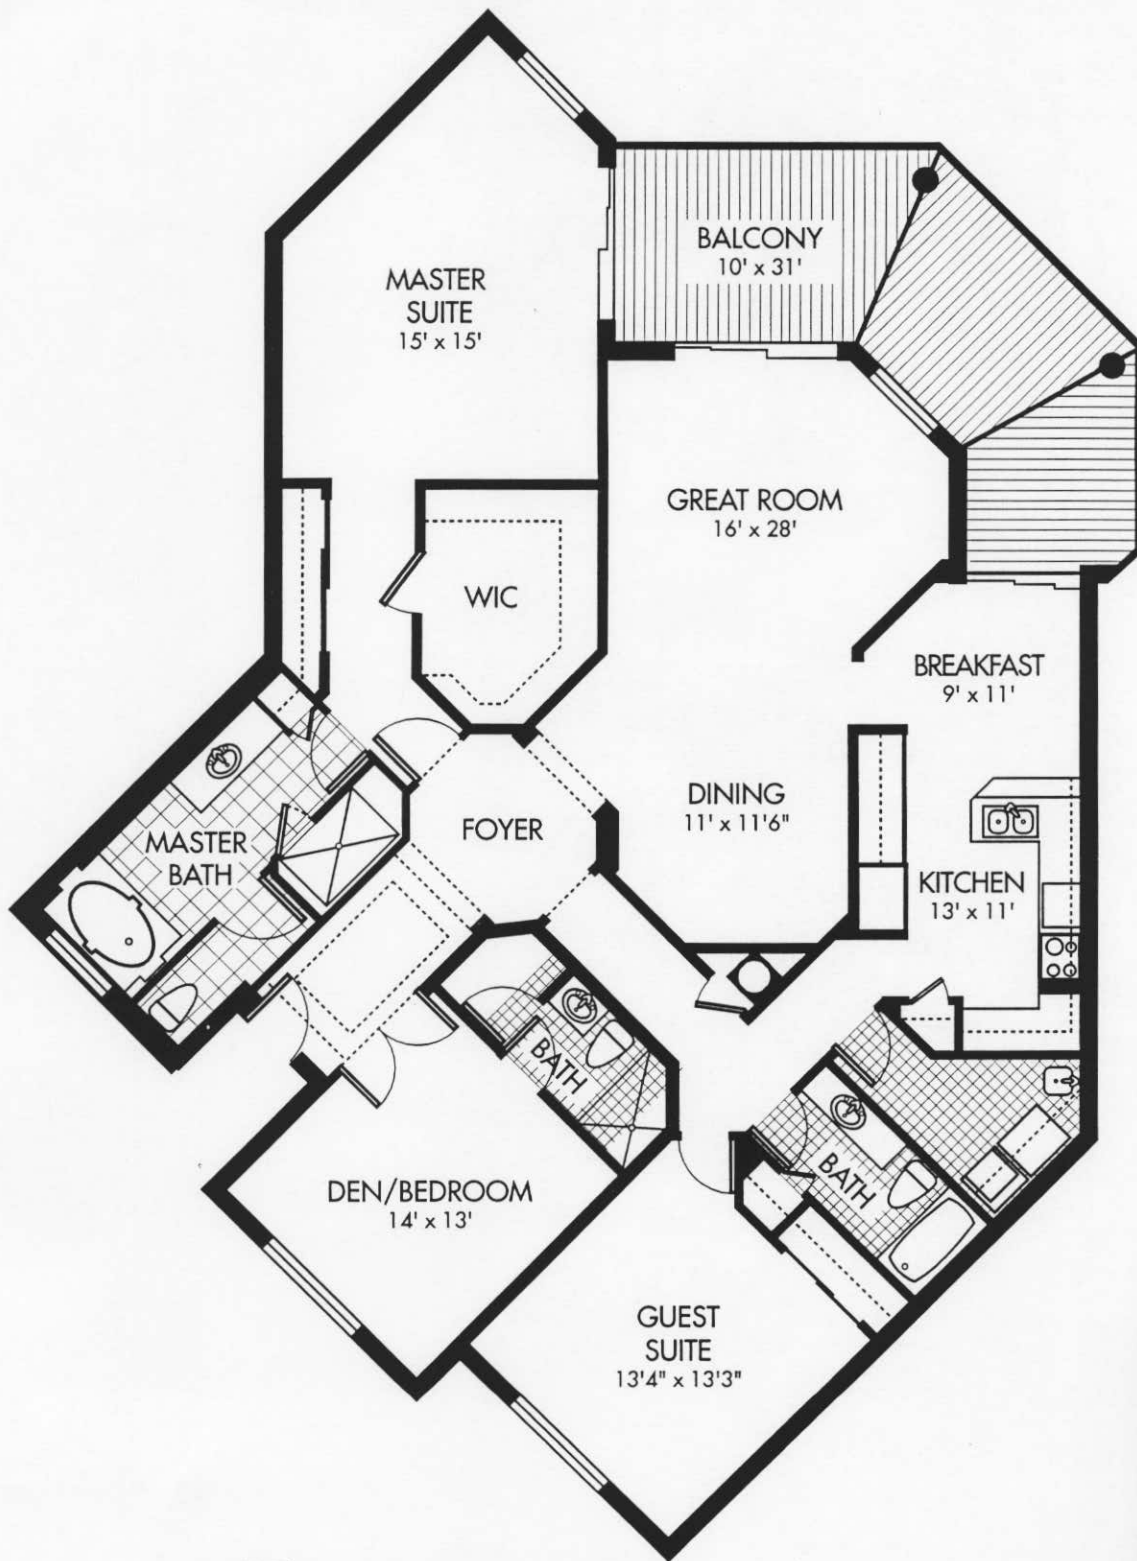 BALCONY
10' x 31'
MASTER
SUITE
15' x 15'
GREAT ROOM
16' x 28'
WIC
BREAKFAST
9' x 11'
DINING
11' x 11'6"
FOYER
MASTER
BATH
KITCHEN
13' x 11'
BATH
BATH
DEN/BEDROOM
14' x 13'
GUEST
SUITE
13'4" x 13'3"